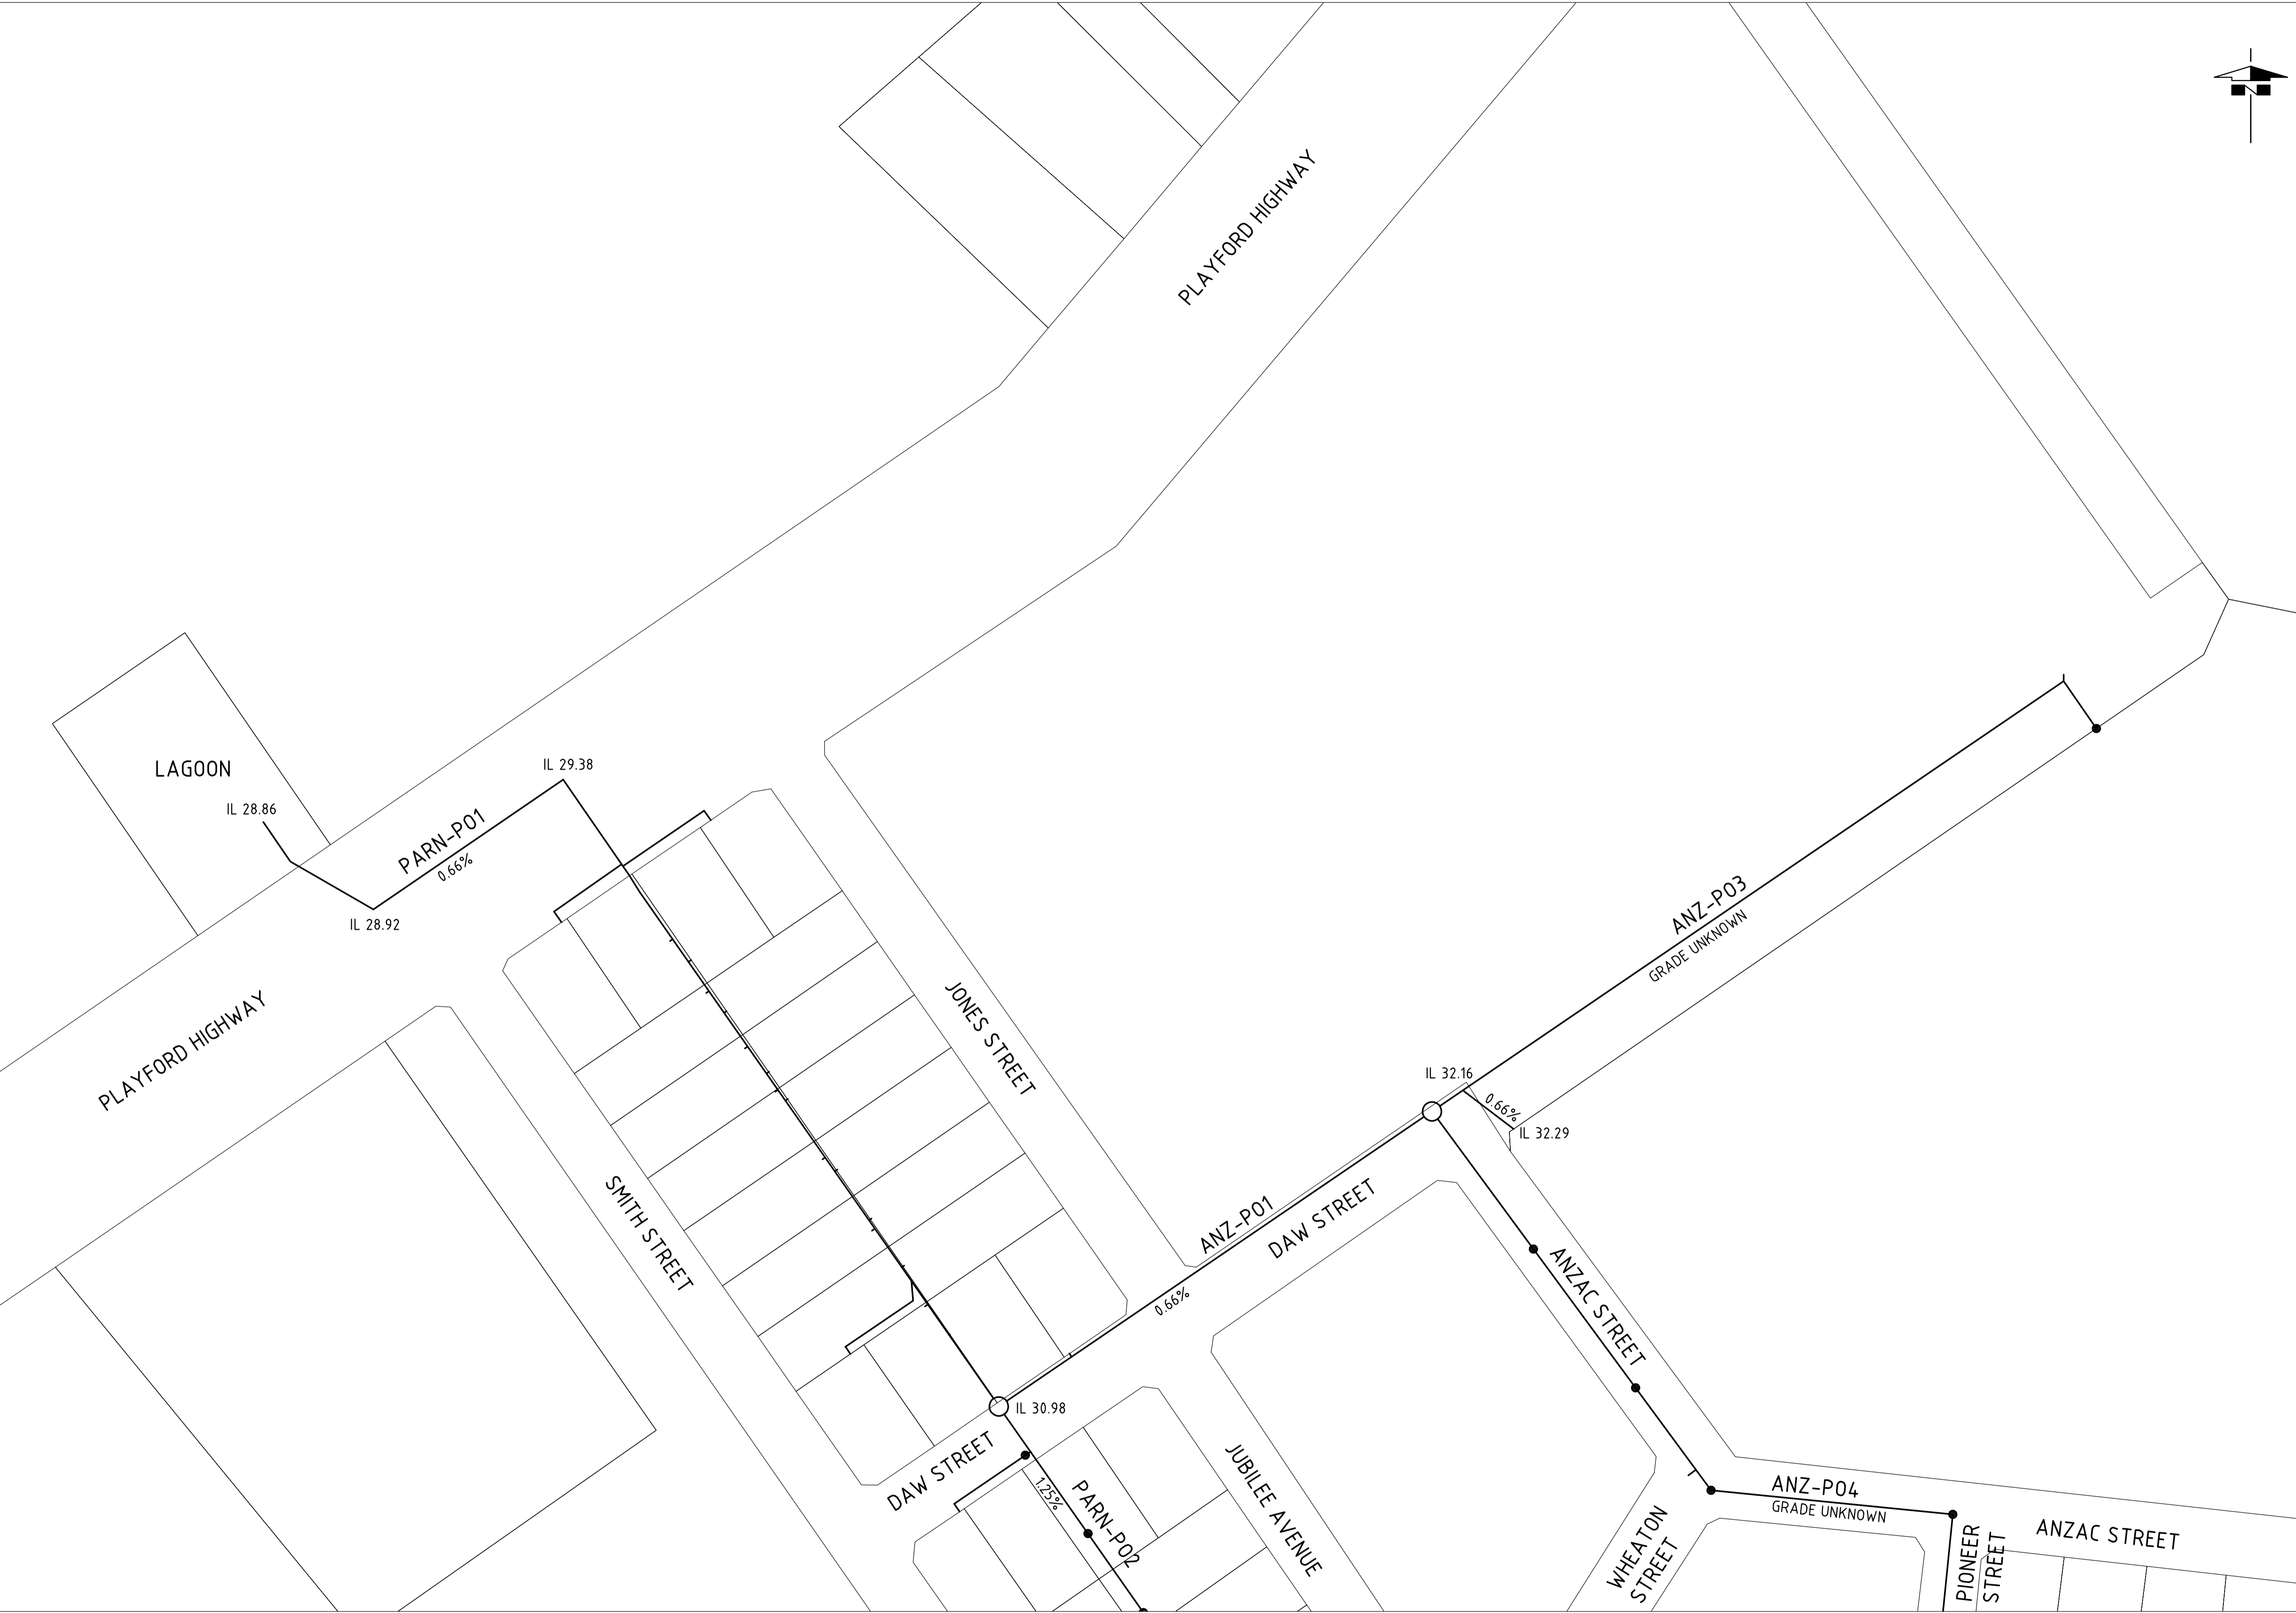 PLAYFORD HIGHWAY
LAGOON
IL 28.86
IL 29.38
PARN-P01
0.66%
IL 28.92
PLAYFORD HIGHWAY
ANZ-P03
GRADE UNKNOWN
JONES STREET
IL 32.16
0.66%
IL 32.29
SMITH STREET
ANZ-P01
DAW STREET
0.66%
ANZAC STREET
IL 30.98
DAW STREET
1.25%
PARN-P02
JUBILEE AVENUE
ANZ-P04
GRADE UNKNOWN
WHEATON
STREET
PIONEER
STREET
ANZAC STREET